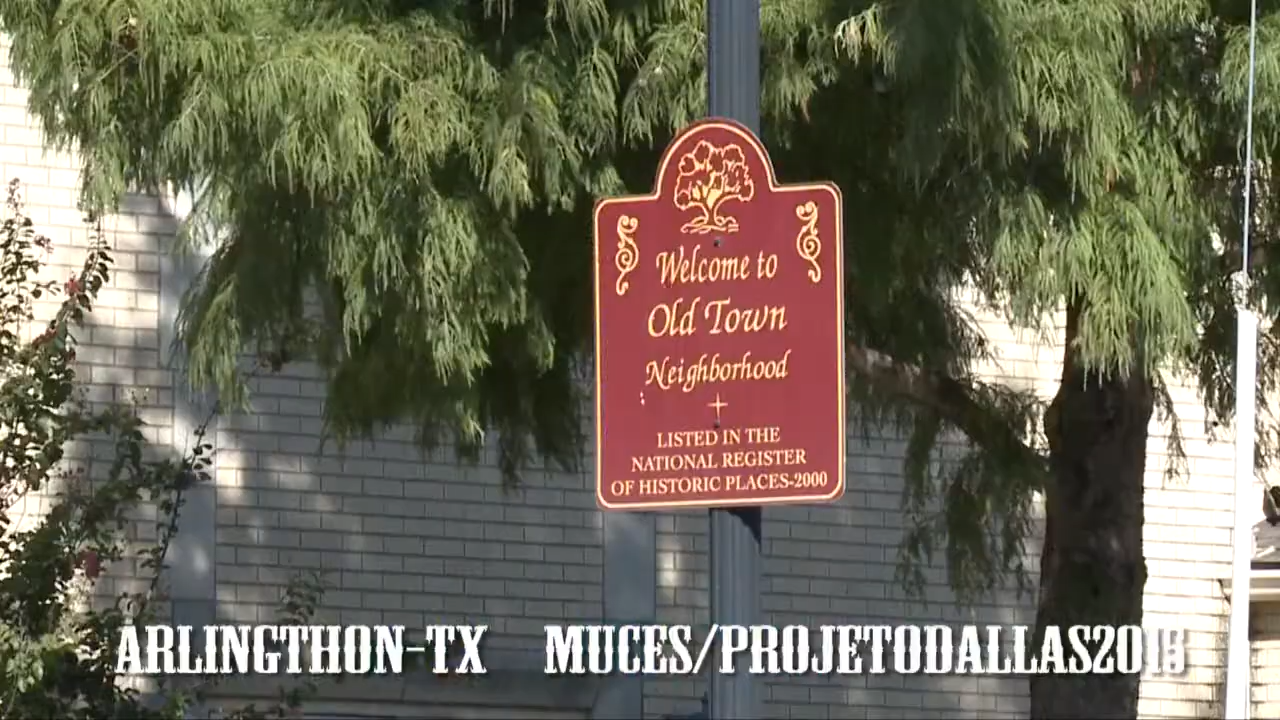 Welcome to
Old Town
Neighborhood
LISTED IN THE
NATIONAL REGISTER
OF HISTORIC PLACES-2000
ARLINGTHON-TX MUCES/PROJETODALLAS2015